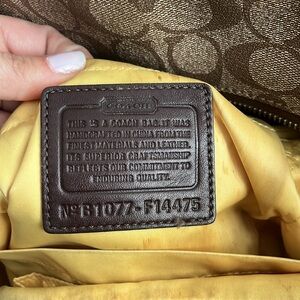 COACH
THIS IS A COACH BAG. IT WAS
HANDCRAFTED IN CHINA FROM THE
FINEST MATERIALS AND LEATHER.
ITS SUPERIOR CRAFTSMANSHIP
REFLECTS OUR COMMITMENT TO
ENDURING QUALITY.
Nº B1077-F14475